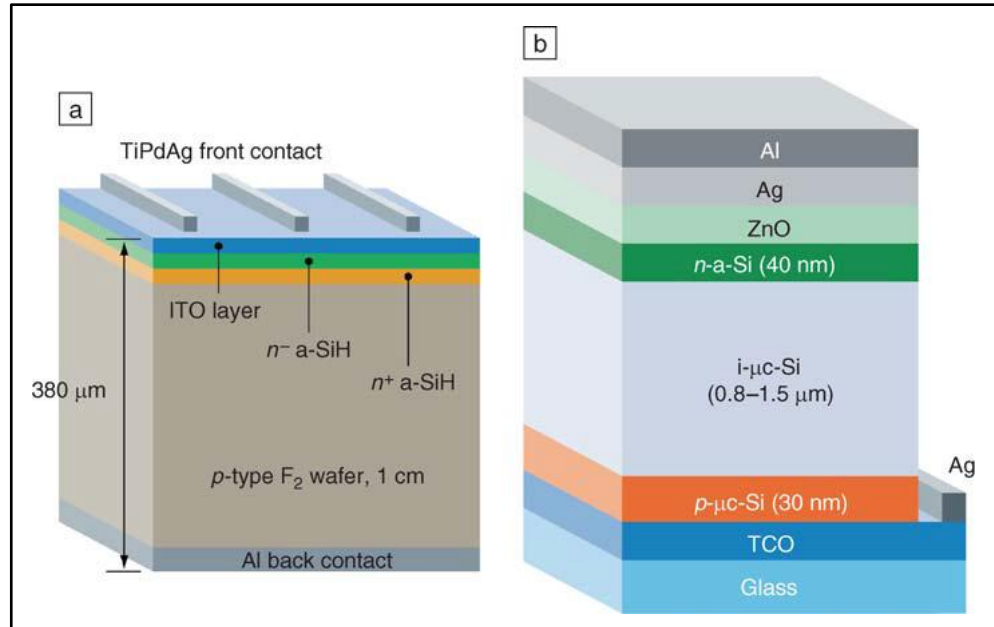 a
TiPdAg front contact
ITO layer
n⁻ a-SiH
n⁺ a-SiH
380 μm
p-type F₂ wafer, 1 cm
Al back contact
b
Al
Ag
ZnO
n-a-Si (40 nm)
i-μc-Si
(0.8–1.5 μm)
Ag
p-μc-Si (30 nm)
TCO
Glass